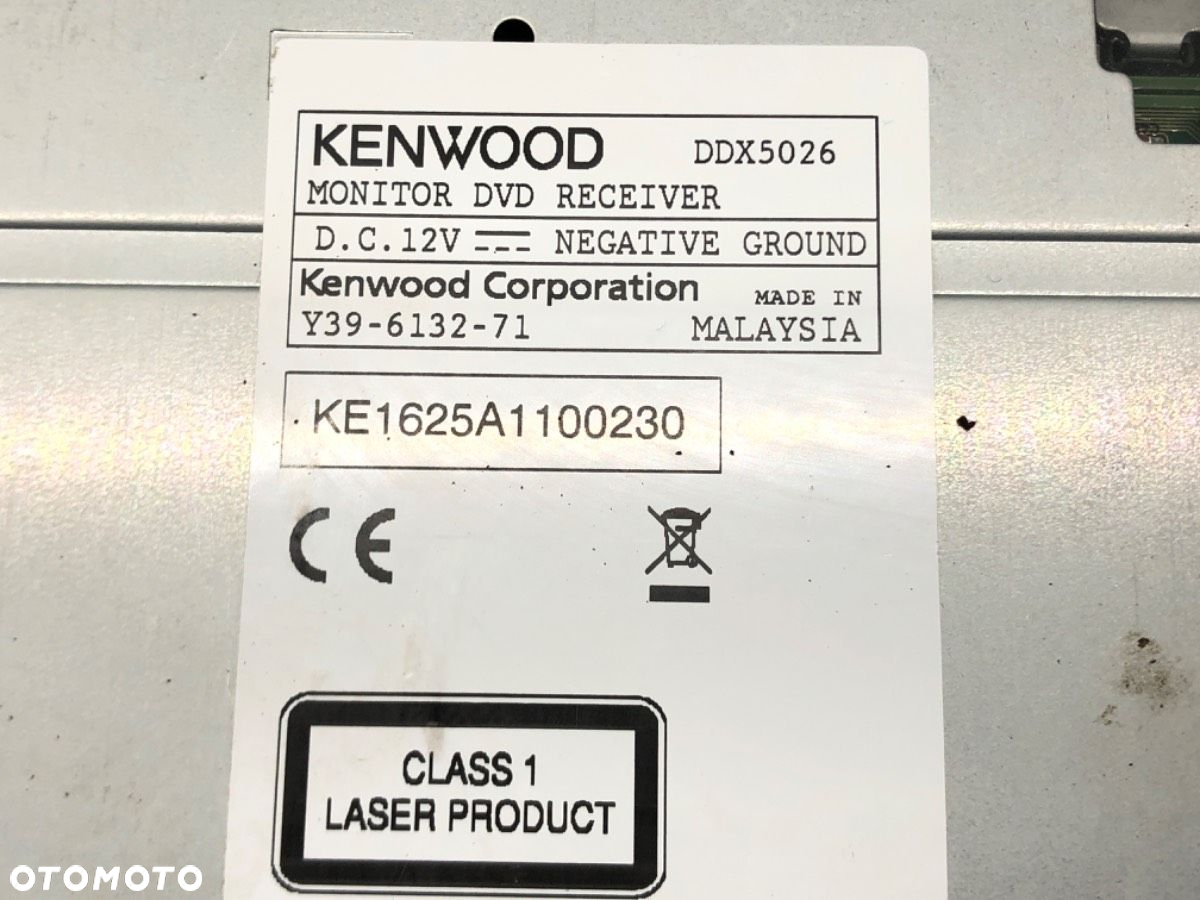 KENWOOD DDX5026
MONITOR DVD RECEIVER
D.C.12V NEGATIVE GROUND
Kenwood Corporation MADE IN
Y39-6132-71 MALAYSIA
KE1625A1100230
CE
CLASS 1
LASER PRODUCT
OTOMOTO